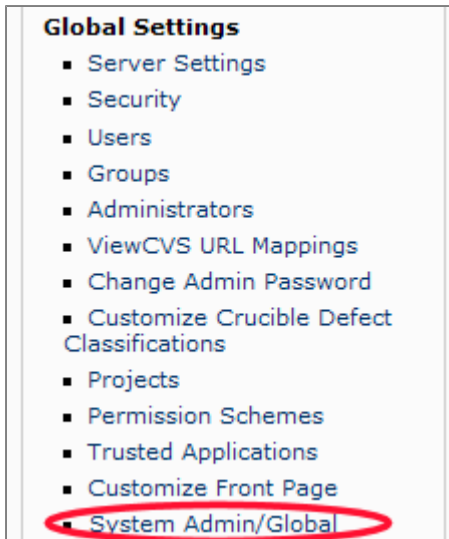 Global Settings
Server Settings
Security
Users
Groups
Administrators
ViewCVS URL Mappings
Change Admin Password
Customize Crucible Defect
Classifications
Projects
Permission Schemes
Trusted Applications
Customize Front Page
System Admin/Global